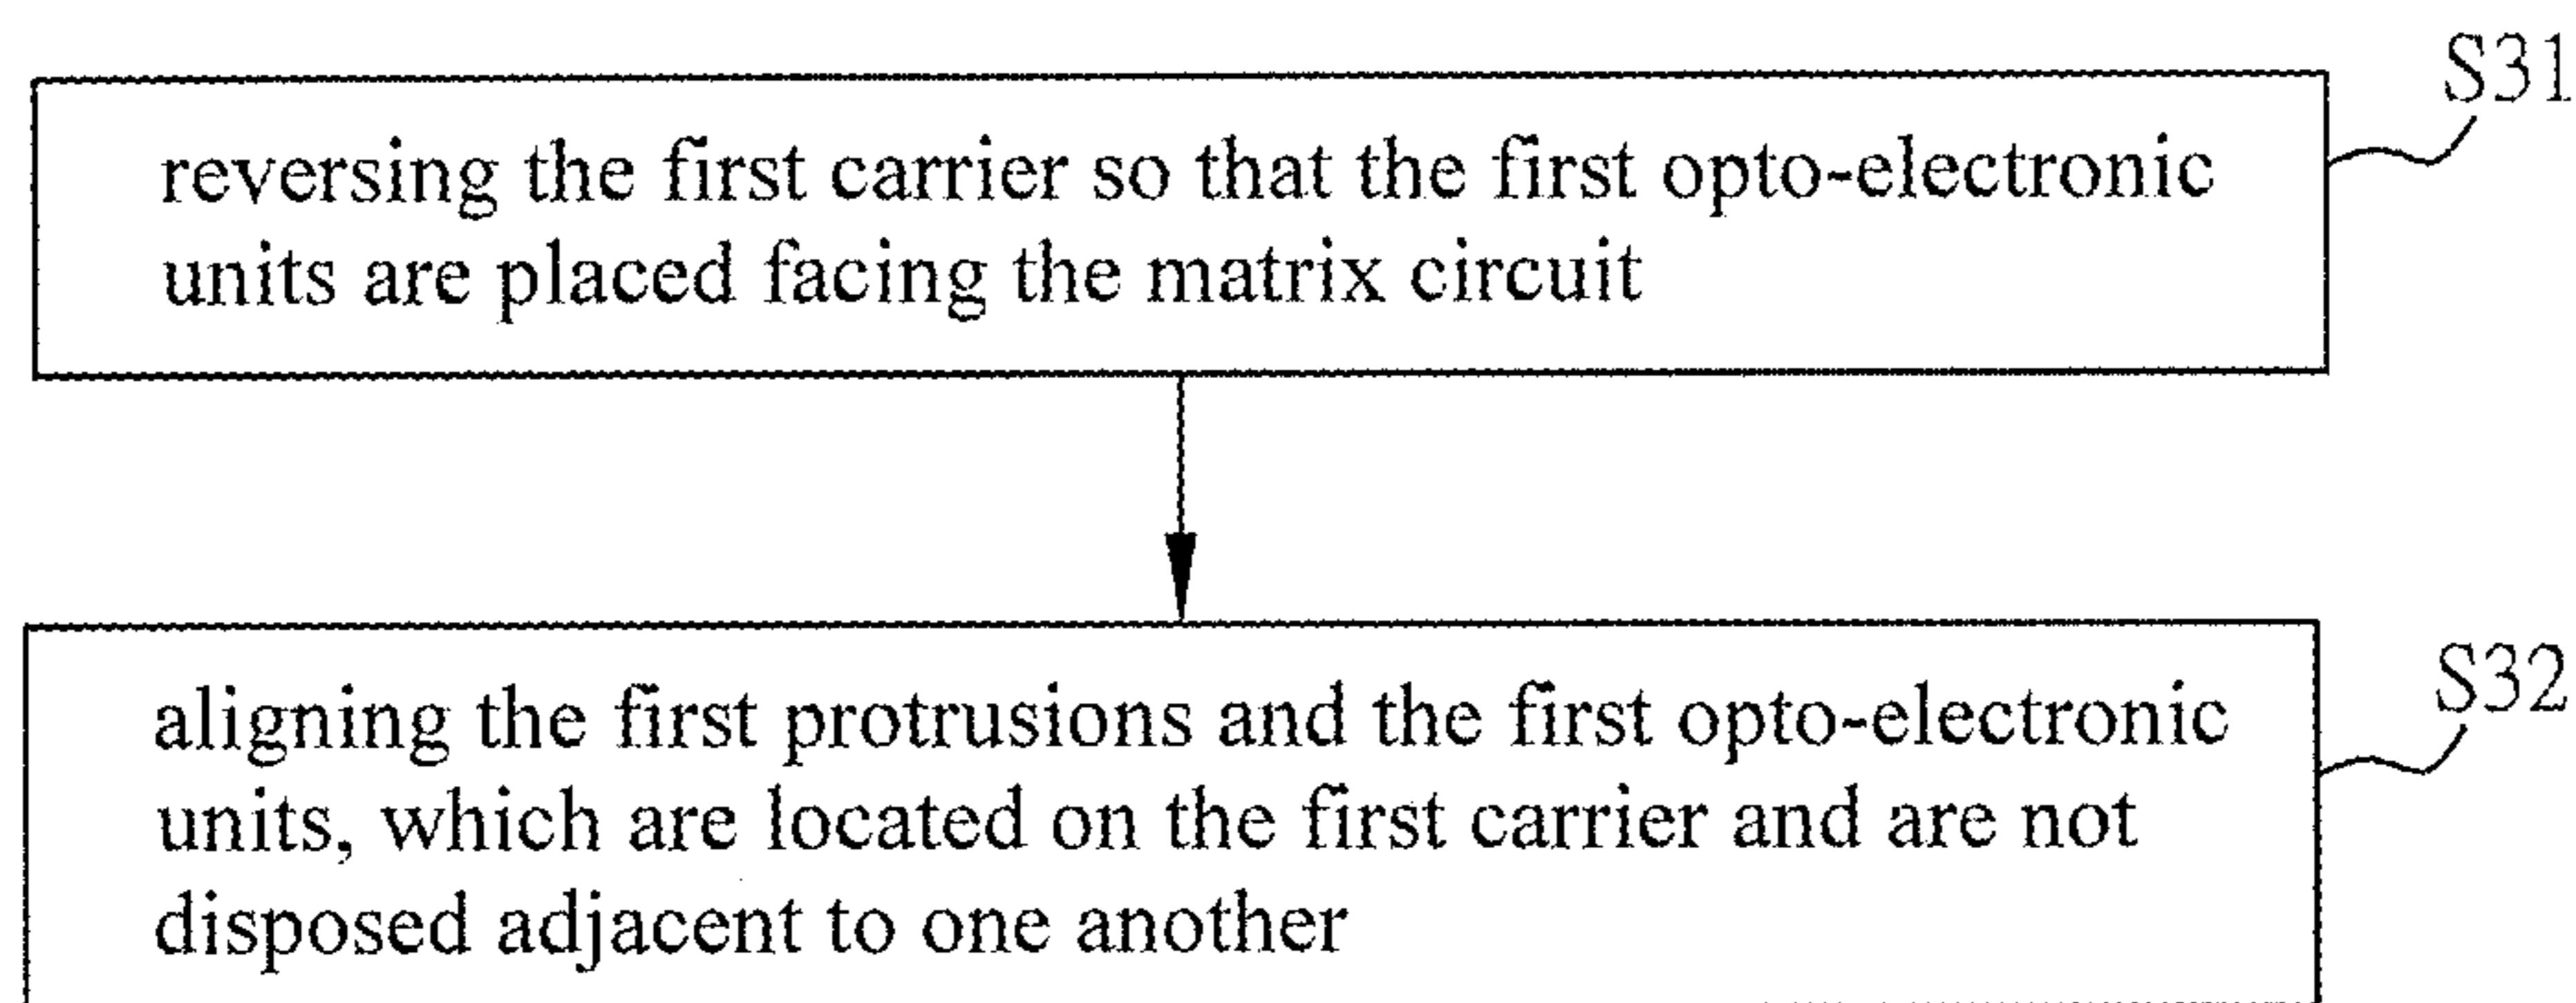 S31
reversing the first carrier so that the first opto-electronic
units are placed facing the matrix circuit
S32
aligning the first protrusions and the first opto-electronic
units, which are located on the first carrier and are not
disposed adjacent to one another